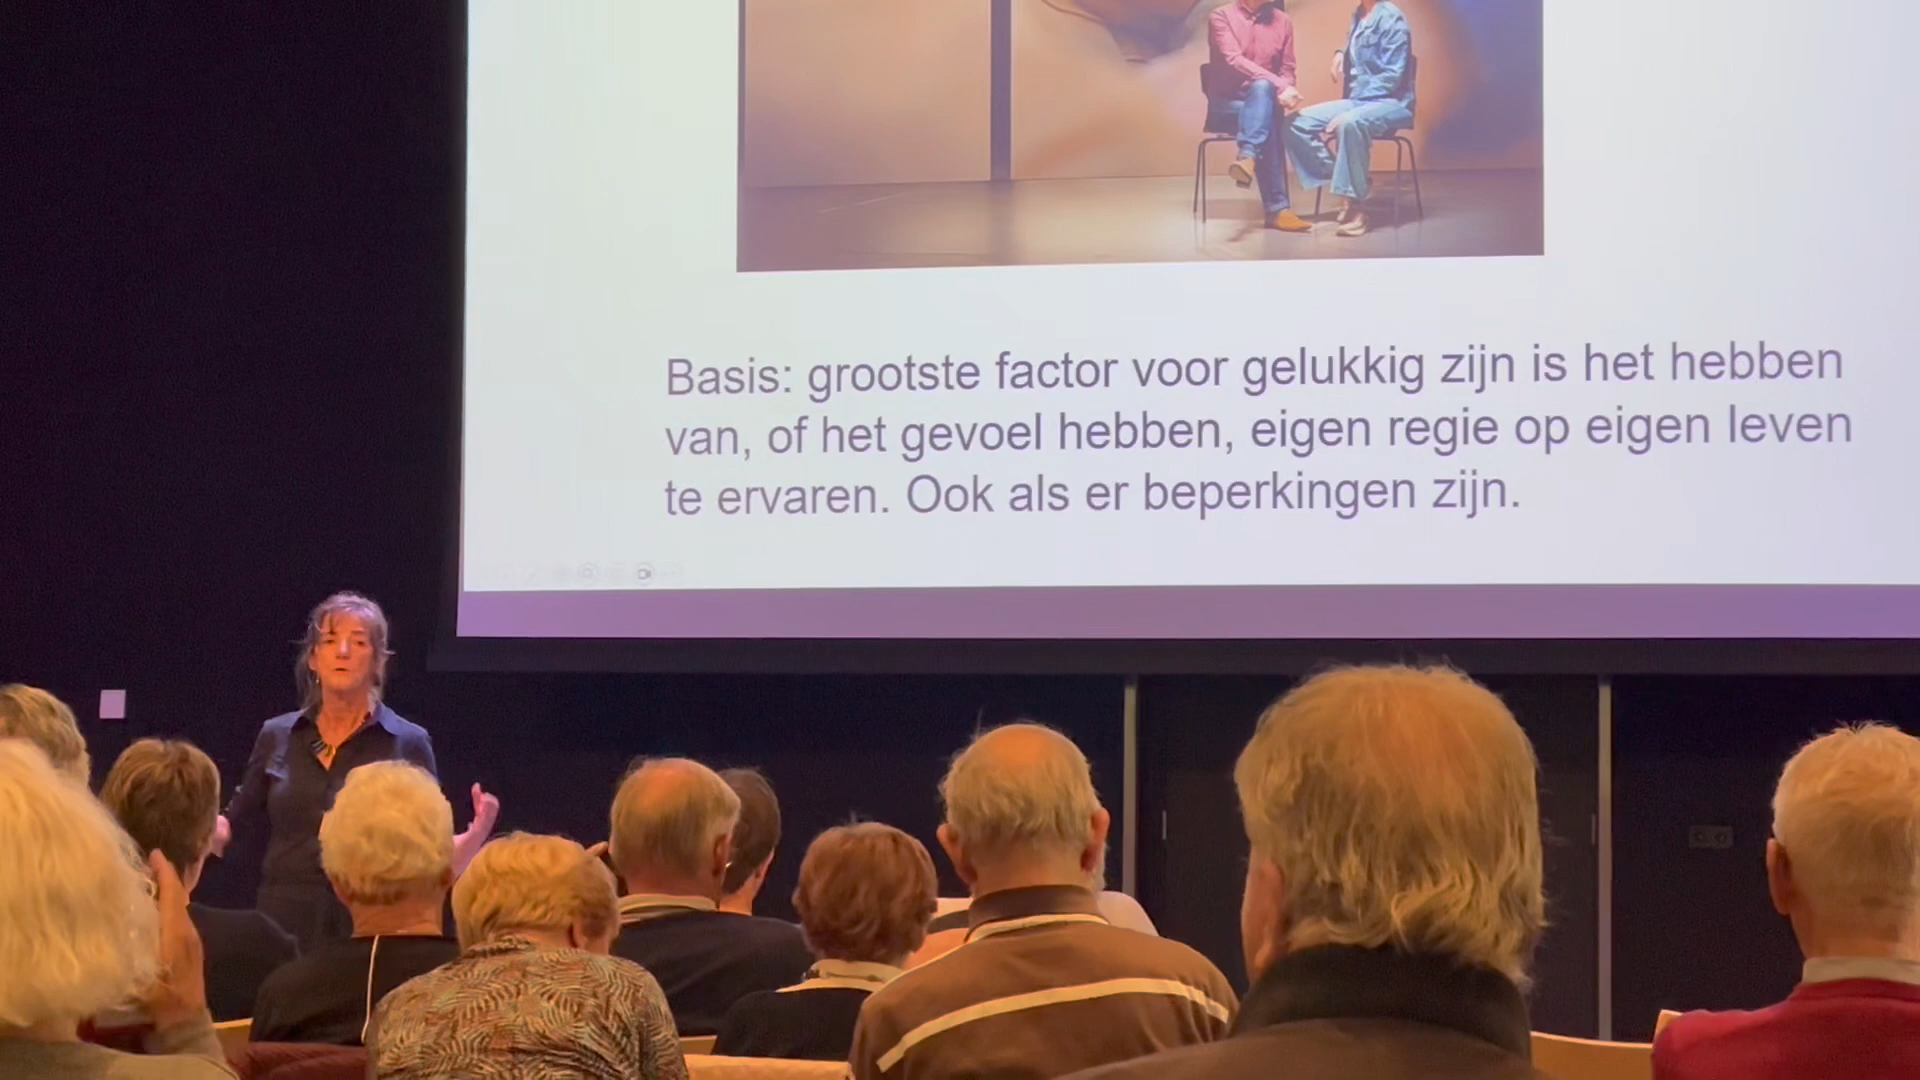 Basis: grootste factor voor gelukkig zijn is het hebben
van, of het gevoel hebben, eigen regie op eigen leven
te ervaren. Ook als er beperkingen zijn.